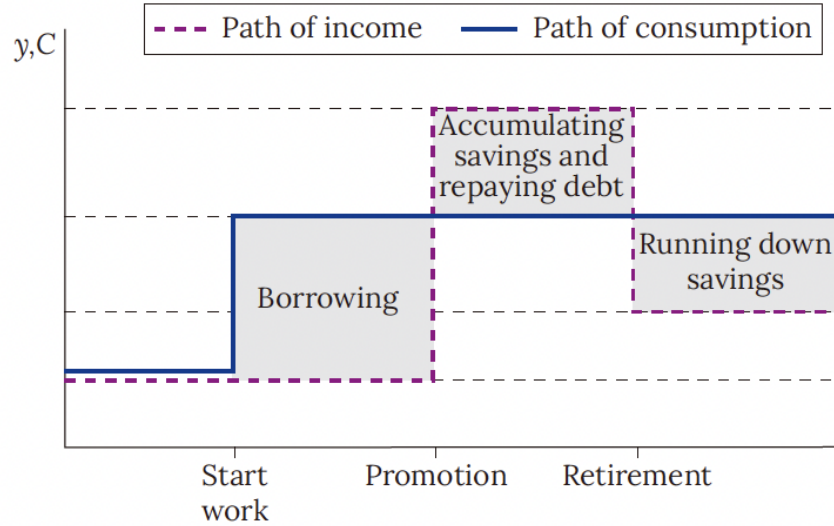 Path of income
Path of consumption
y,C
Accumulating
savings and
repaying debt
Running down
savings
Borrowing
Start
work
Promotion
Retirement